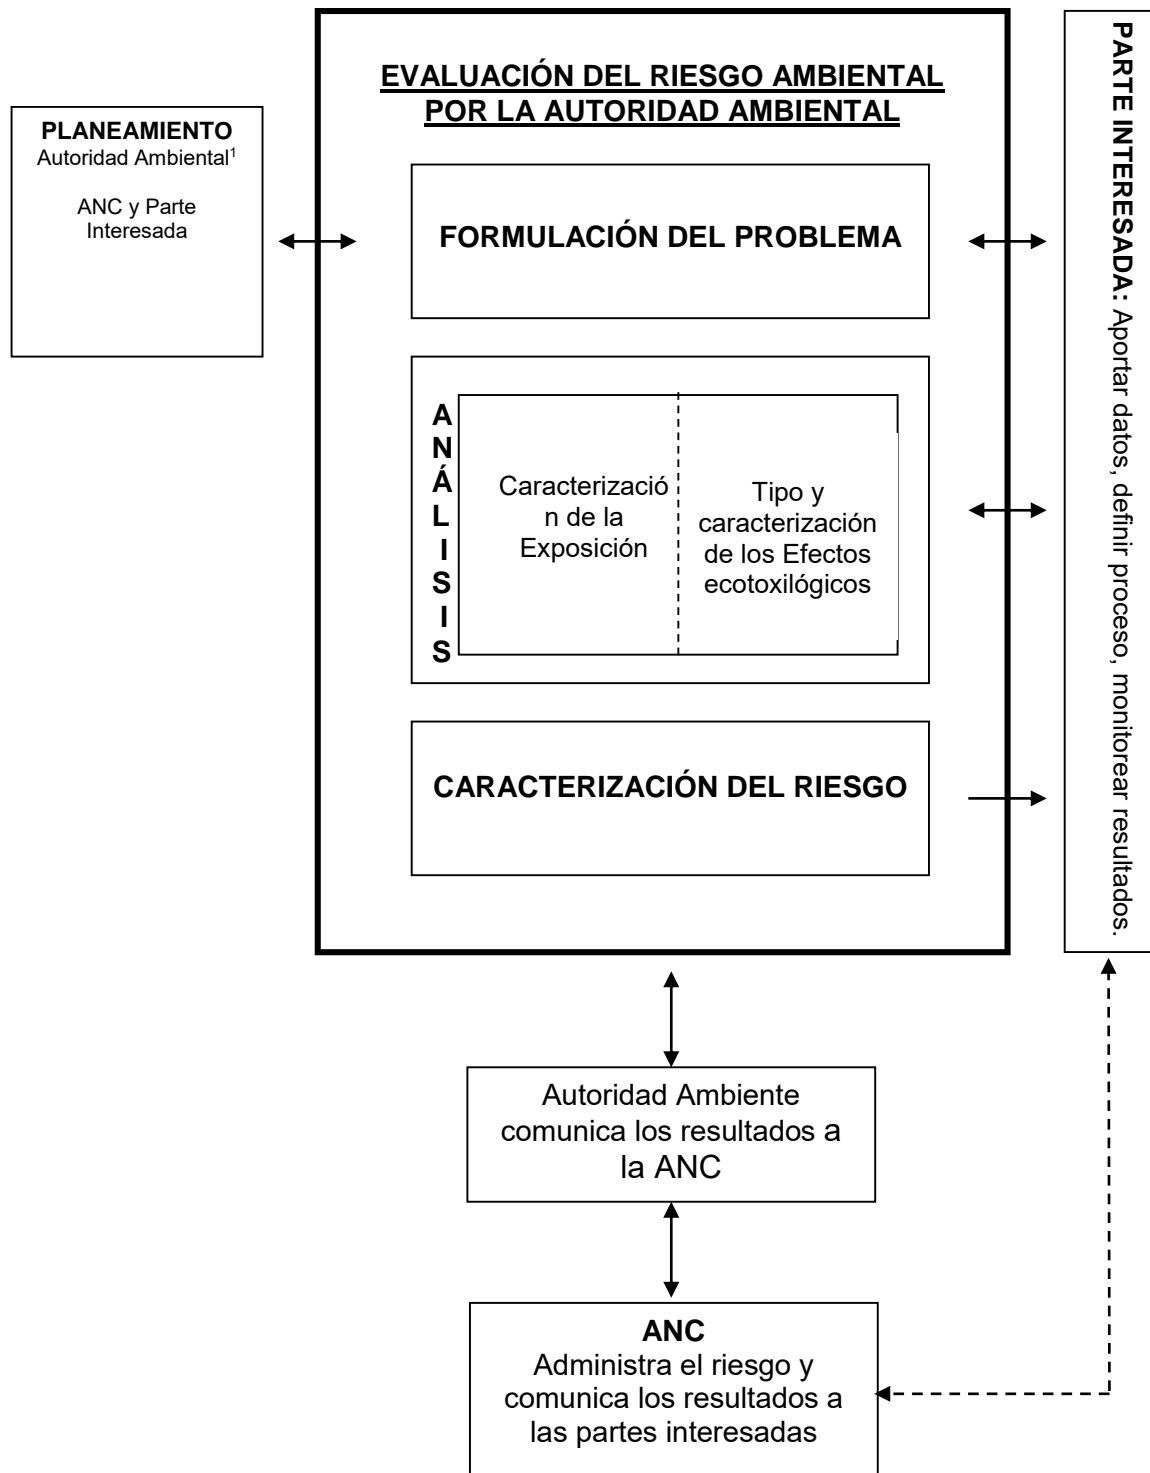 EVALUACIÓN DEL RIESGO AMBIENTAL
POR LA AUTORIDAD AMBIENTAL
PLANEAMIENTO
Autoridad Ambiental¹
ANC y Parte
Interesada
FORMULACIÓN DEL PROBLEMA
ANÁLISIS
Caracterizació
n de la
Exposición
Tipo y
caracterización
de los Efectos
ecotoxilógicos
CARACTERIZACIÓN DEL RIESGO
PARTE INTERESADA: Aportar datos, definir proceso, monitorear resultados.
Autoridad Ambiente
comunica los resultados a
la ANC
ANC
Administra el riesgo y
comunica los resultados a
las partes interesadas